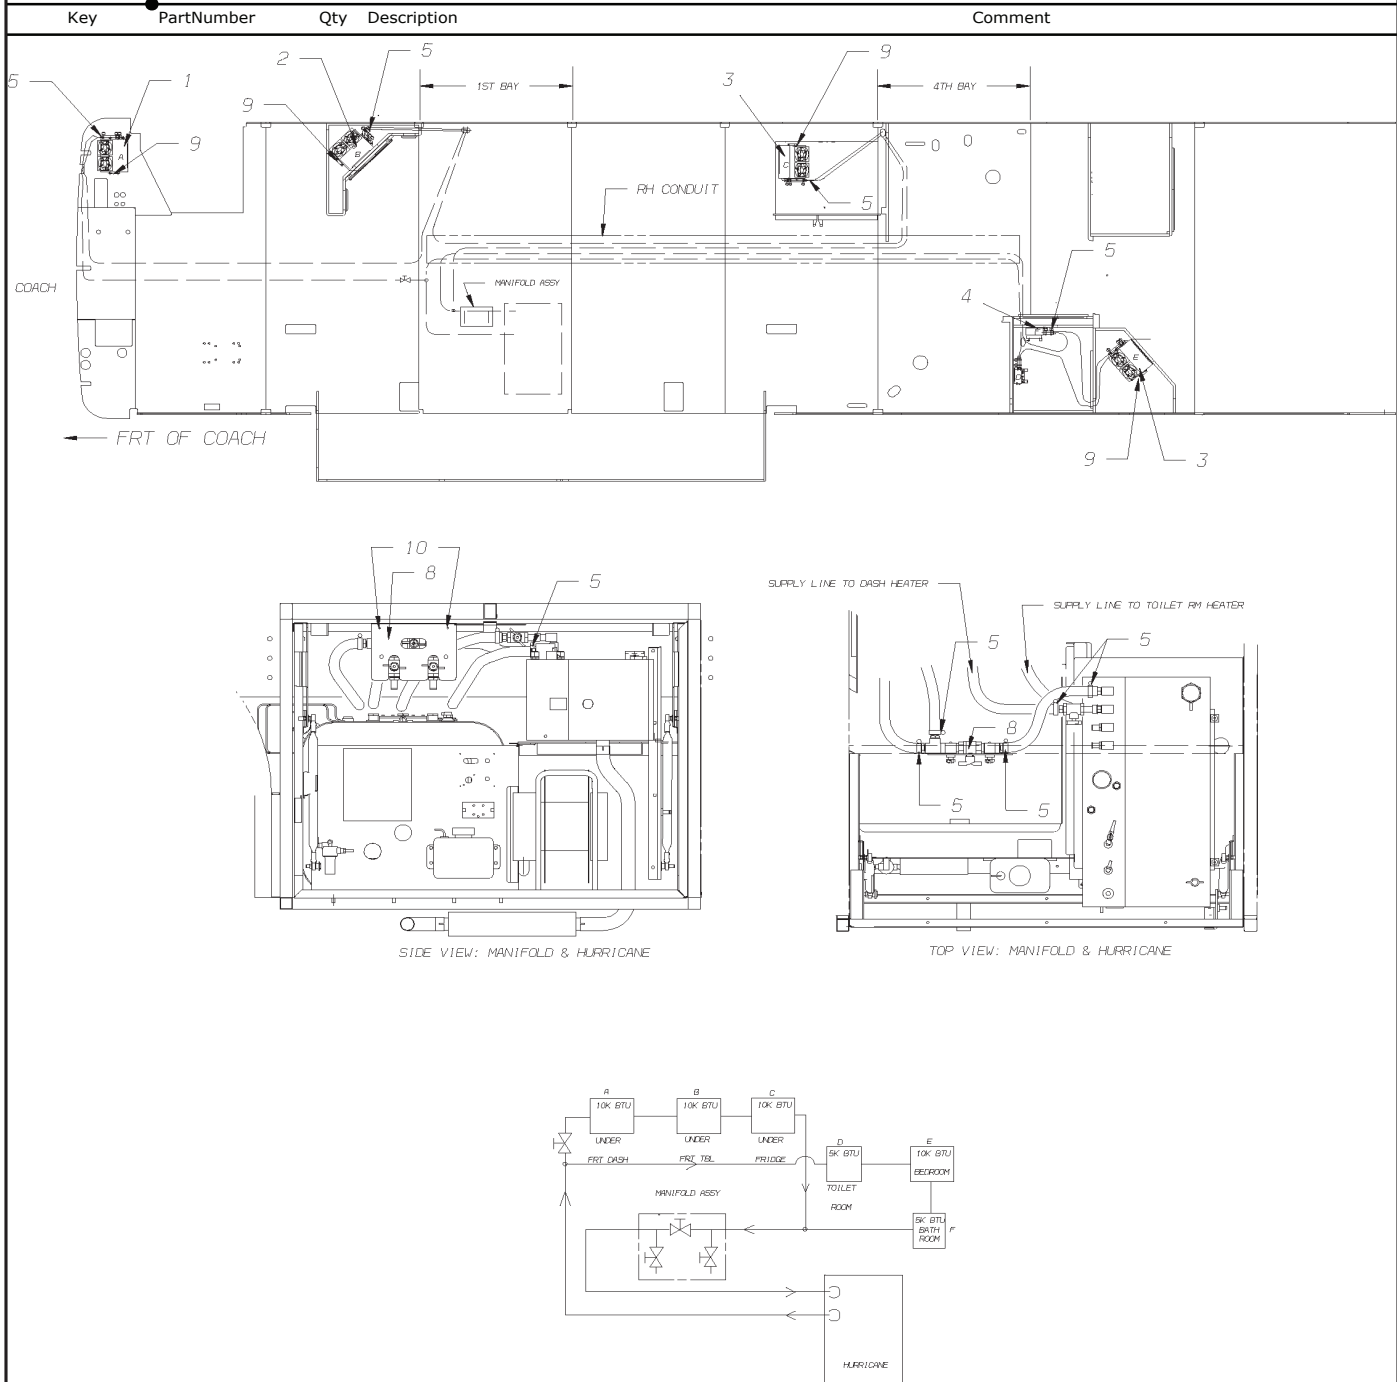 Key PartNumber Qty Description Comment
5 1 2 5 9 9
1ST BAY
3 9
4TH BAY
A
B
C
RH CONDUIT
5
COACH
MANIFOLD ASSY
4 5
E
FRT OF COACH
9 3
10
8
5
SUPPLY LINE TO DASH HEATER
SUPPLY LINE TO TOILET RM HEATER
5 5
8
5 5
SIDE VIEW: MANIFOLD & HURRICANE
TOP VIEW: MANIFOLD & HURRICANE
A B C
10K BTU 10K BTU 10K BTU
UNDER UNDER UNDER
FRT DASH FRT TBL FRIDGE
D
5K BTU
TOILET
ROOM
E
10K BTU
BEDROOM
MANIFOLD ASSY
5K BTU
BATH F
ROOM
HURRICANE